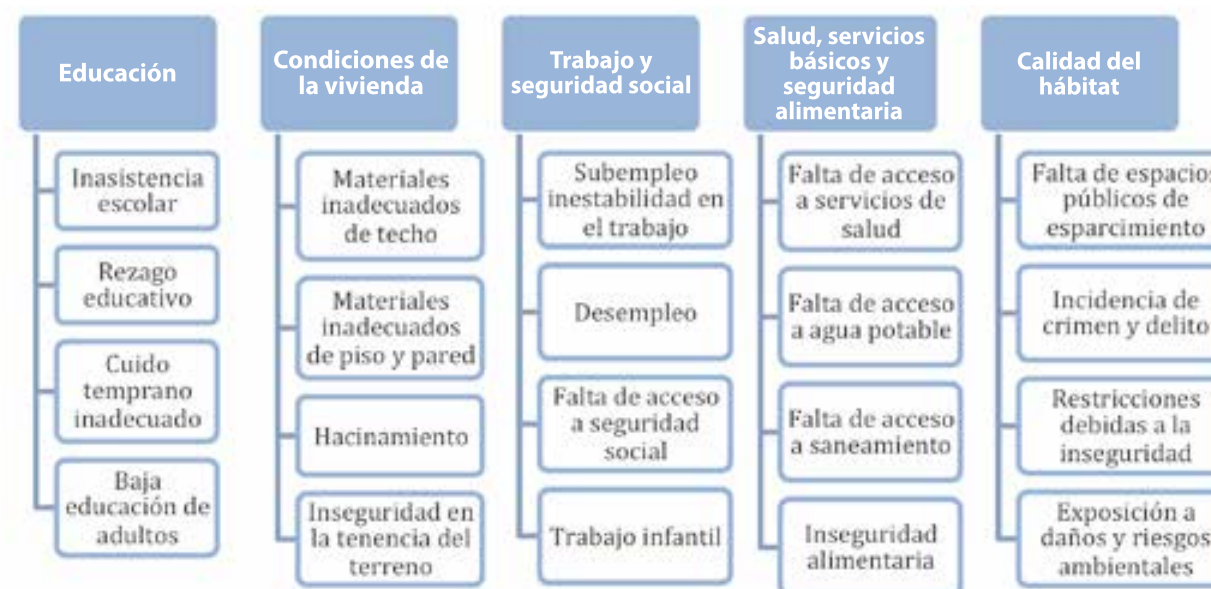 Educación
Inasistencia
escolar
Rezago
educativo
Cuido
temprano
inadecuado
Baja
educación de
adultos
Condiciones de
la vivienda
Materiales
inadecuados
de techo
Materiales
inadecuados
de piso y pared
Hacinamiento
Inseguridad en
la tenencia del
terreno
Trabajo y
seguridad social
Subempleo
inestabilidad en
el trabajo
Desempleo
Falta de acceso
a seguridad
social
Trabajo infantil
Salud, servicios
básicos y
seguridad
alimentaria
Falta de acceso
a servicios de
salud
Falta de acceso
a agua potable
Falta de acceso
a saneamiento
Inseguridad
alimentaria
Calidad del
hábitat
Falta de espacios
públicos de
esparcimiento
Incidencia de
crimen y delito
Restricciones
debidas a la
inseguridad
Exposición a
daños y riesgos
ambientales